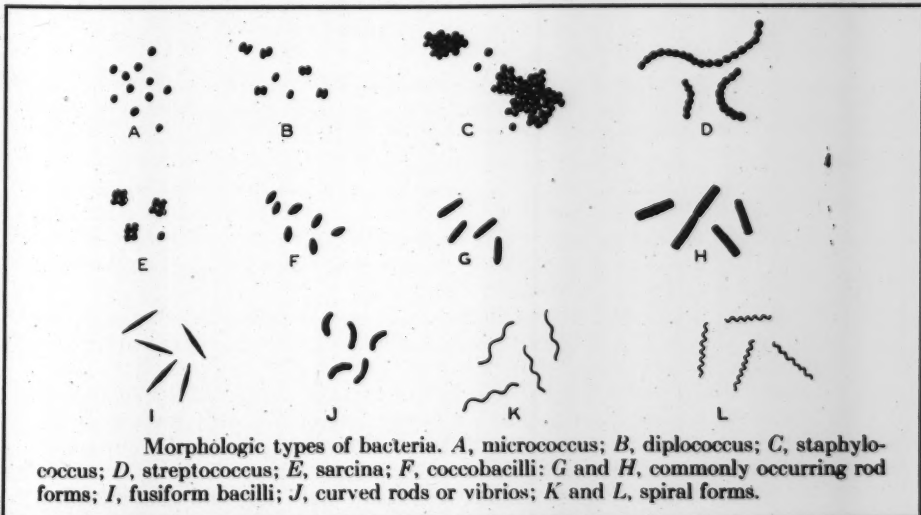 A
B
C
D
E
F
G
H
I
J
K
L
Morphologic types of bacteria. A, micrococcus; B, diplococcus; C, staphylo-
coccus; D, streptococcus; E, sarcina; F, coccobacilli: G and H, commonly occurring rod
forms; I, fusiform bacilli; J, curved rods or vibrios; K and L, spiral forms.